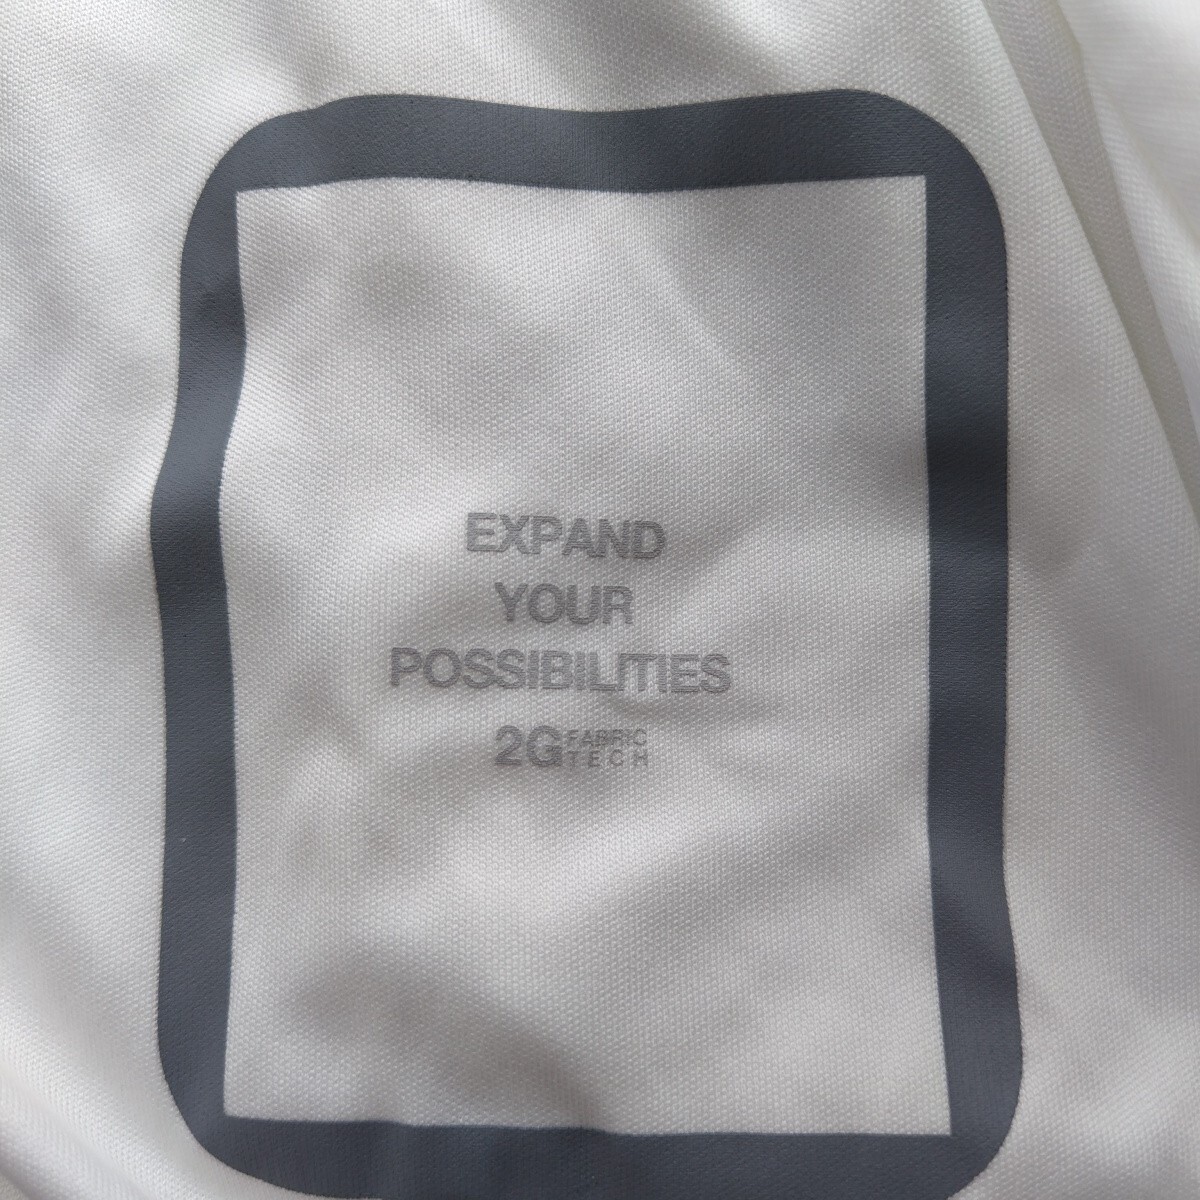 EXPAND
YOUR
POSSIBILITIES
2G FABRIC
TECH